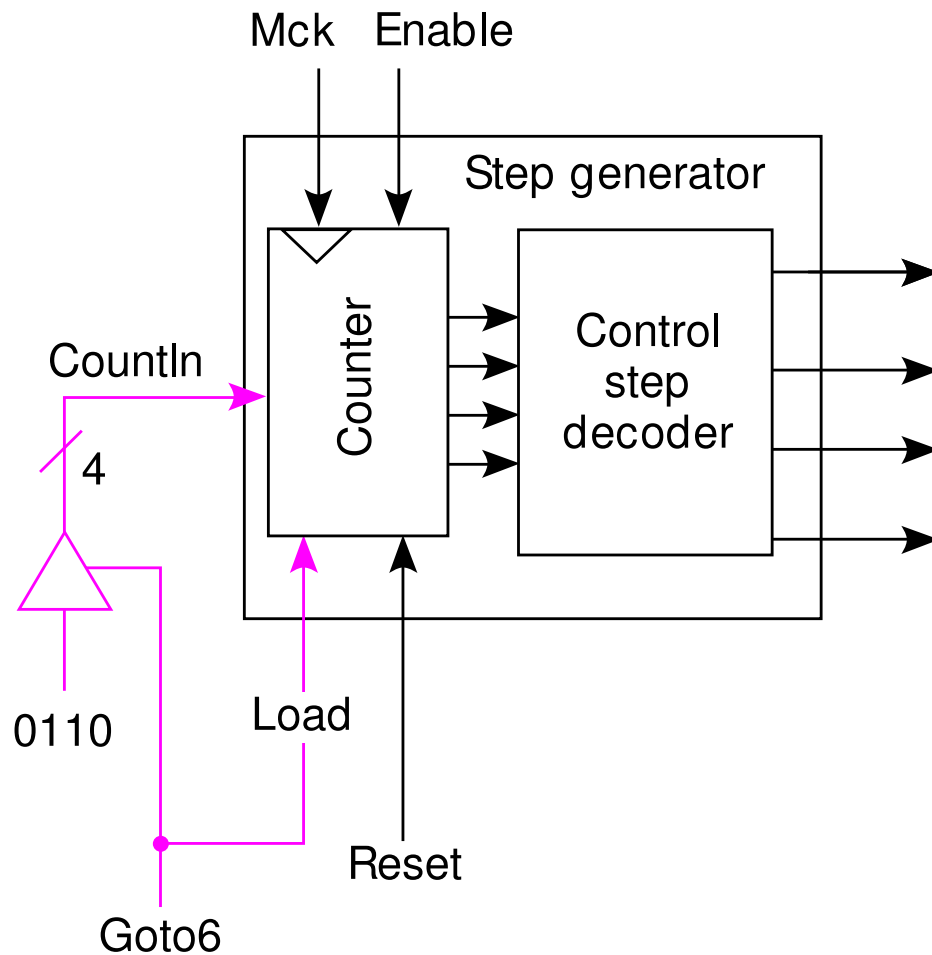 Mck
Enable
Step generator
Counter
Control
step
decoder
CountIn
4
0110
Load
Reset
Goto6